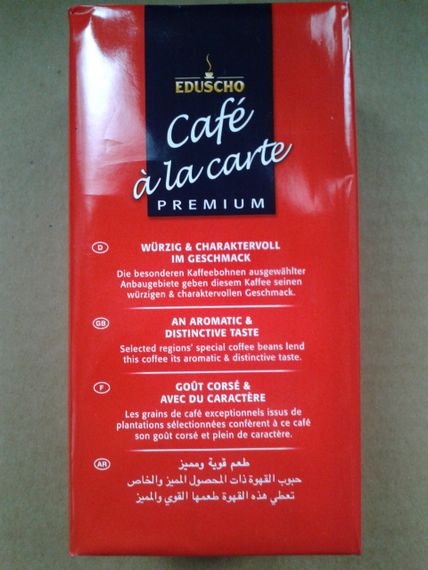 EDUSCHO
Café
à la carte
PREMIUM
D
WÜRZIG & CHARAKTERVOLL
IM GESCHMACK
Die besonderen Kaffeebohnen ausgewählter
Anbaugebiete geben diesem Kaffee seinen
würzigen & charaktervollen Geschmack.
GB
AN AROMATIC &
DISTINCTIVE TASTE
Selected regions' special coffee beans lend
this coffee its aromatic & distinctive taste.
F
GOÛT CORSÉ &
AVEC DU CARACTÈRE
Les grains de café exceptionnels issus de
plantations sélectionnées confèrent à ce café
son goût corsé et plein de caractère.
AR
طعم قوية ومميز
حبوب القهوة ذات المحصول المميز والخاص
تعطي هذه القهوة طعمها القوي والمميز